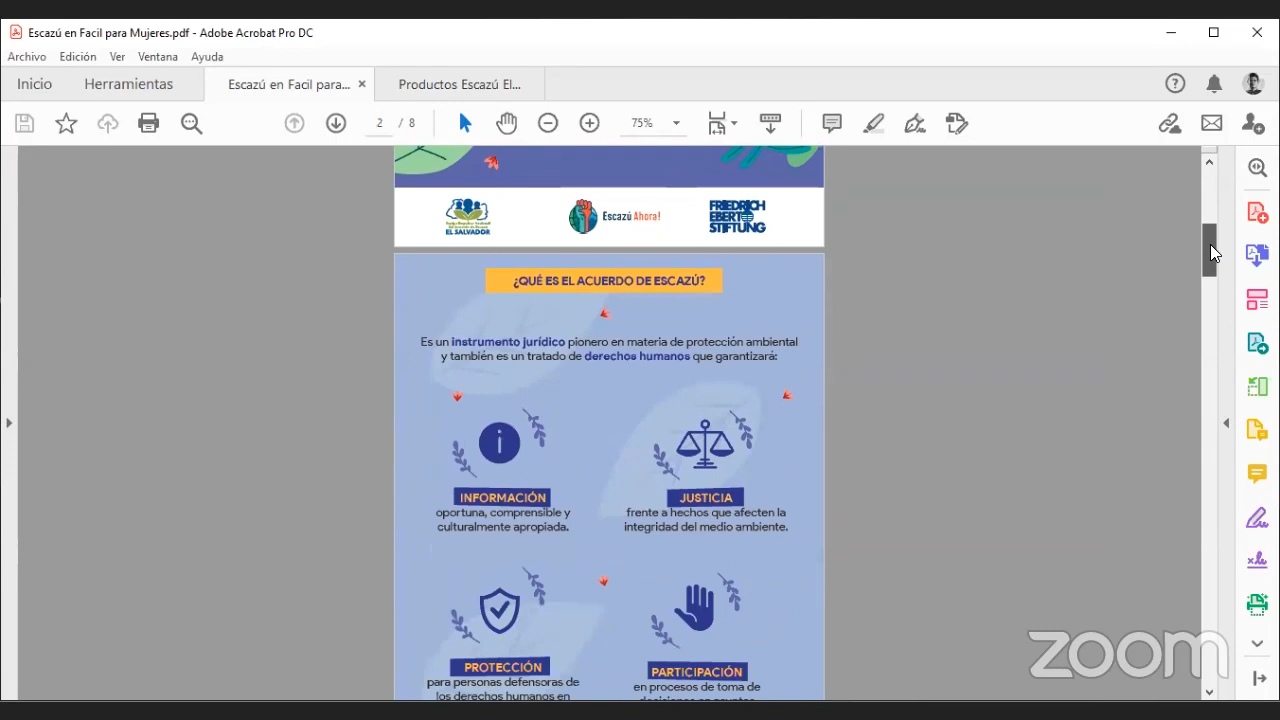 Escazú en Facil para Mujeres.pdf - Adobe Acrobat Pro DC
Archivo Edición Ver Ventana Ayuda
Inicio Herramientas Escazú en Facil para... × Productos Escazú El...
2 / 8 75%
EL SALVADOR
Escazú Ahora!
FRIEDRICH
EBERT
STIFTUNG
¿QUÉ ES EL ACUERDO DE ESCAZÚ?
Es un instrumento jurídico pionero en materia de protección ambiental
y también es un tratado de derechos humanos que garantizará:
INFORMACIÓN
oportuna, comprensible y
culturalmente apropiada.
JUSTICIA
frente a hechos que afecten la
integridad del medio ambiente.
PROTECCIÓN
para personas defensoras de
los derechos humanos en
PARTICIPACIÓN
en procesos de toma de
decisiones en asuntos
zoom